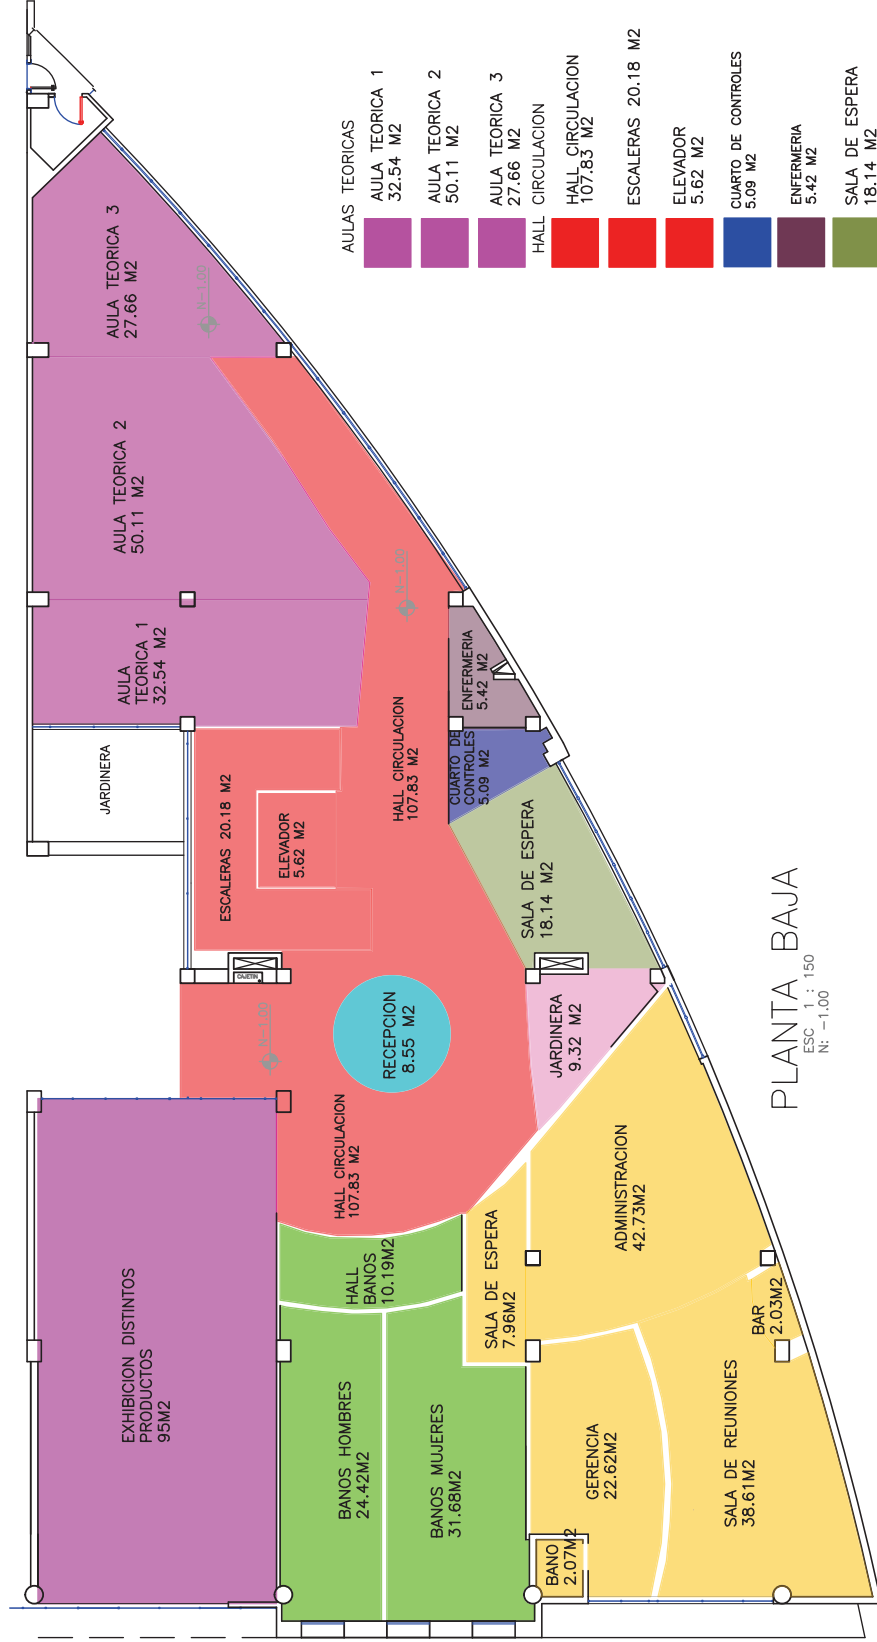 AULA TEORICA 3
27.66 M2
N-1.00
AULA TEORICA 2
50.11 M2
N-1.00
AULA
TEORICA 1
32.54 M2
ENFERMERIA
5.42 M2
JARDINERA
HALL CIRCULACION
107.83 M2
CUARTO DE
CONTROLES
5.09 M2
ESCALERAS 20.18 M2
ELEVADOR
5.62 M2
SALA DE ESPERA
18.14 M2
N-1.00
RECEPCION
8.55 M2
JARDINERA
9.32 M2
HALL CIRCULACION
107.83 M2
EXHIBICION DISTINTOS
PRODUCTOS
95M2
HALL
BANOS
10.19M2
SALA DE ESPERA
7.96M2
ADMINISTRACION
42.73M2
BAR
2.03M2
BANOS HOMBRES
24.42M2
BANOS MUJERES
31.68M2
GERENCIA
22.62M2
SALA DE REUNIONES
38.61M2
BANO
2.07M2
AULAS TEORICAS
AULA TEORICA 1
32.54 M2
AULA TEORICA 2
50.11 M2
AULA TEORICA 3
27.66 M2
HALL CIRCULACION
HALL CIRCULACION
107.83 M2
ESCALERAS 20.18 M2
ELEVADOR
5.62 M2
CUARTO DE CONTROLES
5.09 M2
ENFERMERIA
5.42 M2
SALA DE ESPERA
18.14 M2
PLANTA BAJA
ESC 1 : 150
N: -1.00